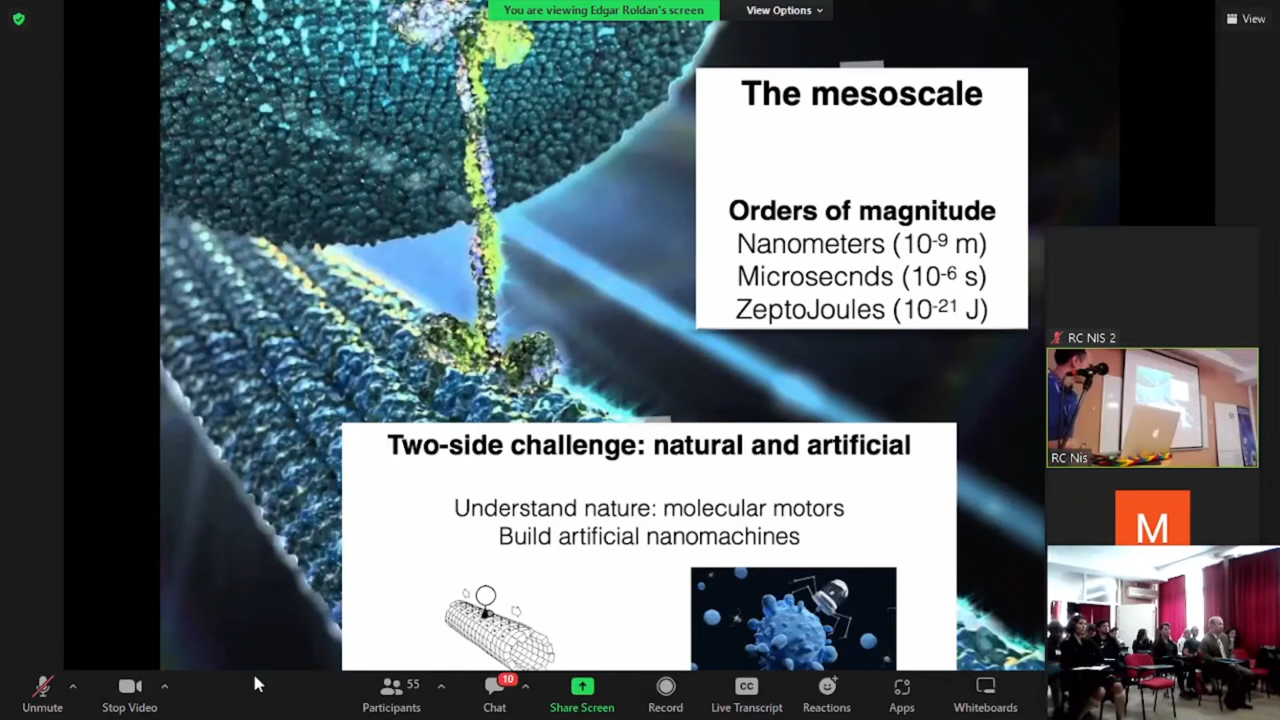 You are viewing Edgar Roldan's screen
View Options
View
The mesoscale
Orders of magnitude
Nanometers (10-9 m)
Microsecnds (10-6 s)
ZeptoJoules (10-21 J)
RC NIS 2
RC Nis
Two-side challenge: natural and artificial
Understand nature: molecular motors
Build artificial nanomachines
M
Unmute
Stop Video
55
Participants
10
Chat
Share Screen
Record
CC
Live Transcript
Reactions
Apps
Whiteboards